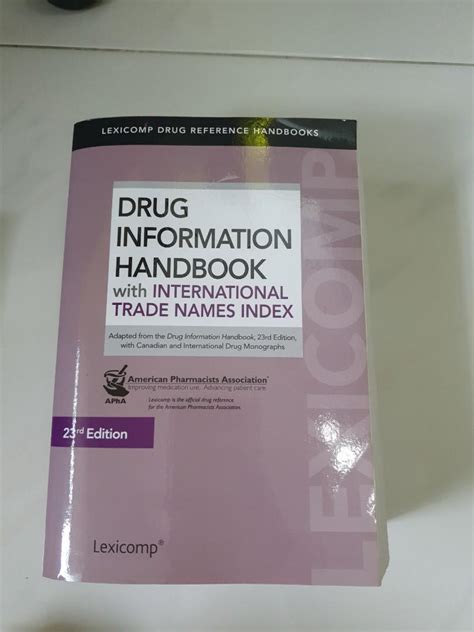 LEXICOMP DRUG REFERENCE HANDBOOKS
DRUG
INFORMATION
HANDBOOK
with INTERNATIONAL
TRADE NAMES INDEX
Adapted from the Drug Information Handbook, 23rd Edition,
with Canadian and International Drug Monographs
APhA
American Pharmacists Association®
Improving medication use. Advancing patient care.
Lexicomp is the official drug reference
for the American Pharmacists Association.
23rd Edition
Lexicomp®
LEXICOMP